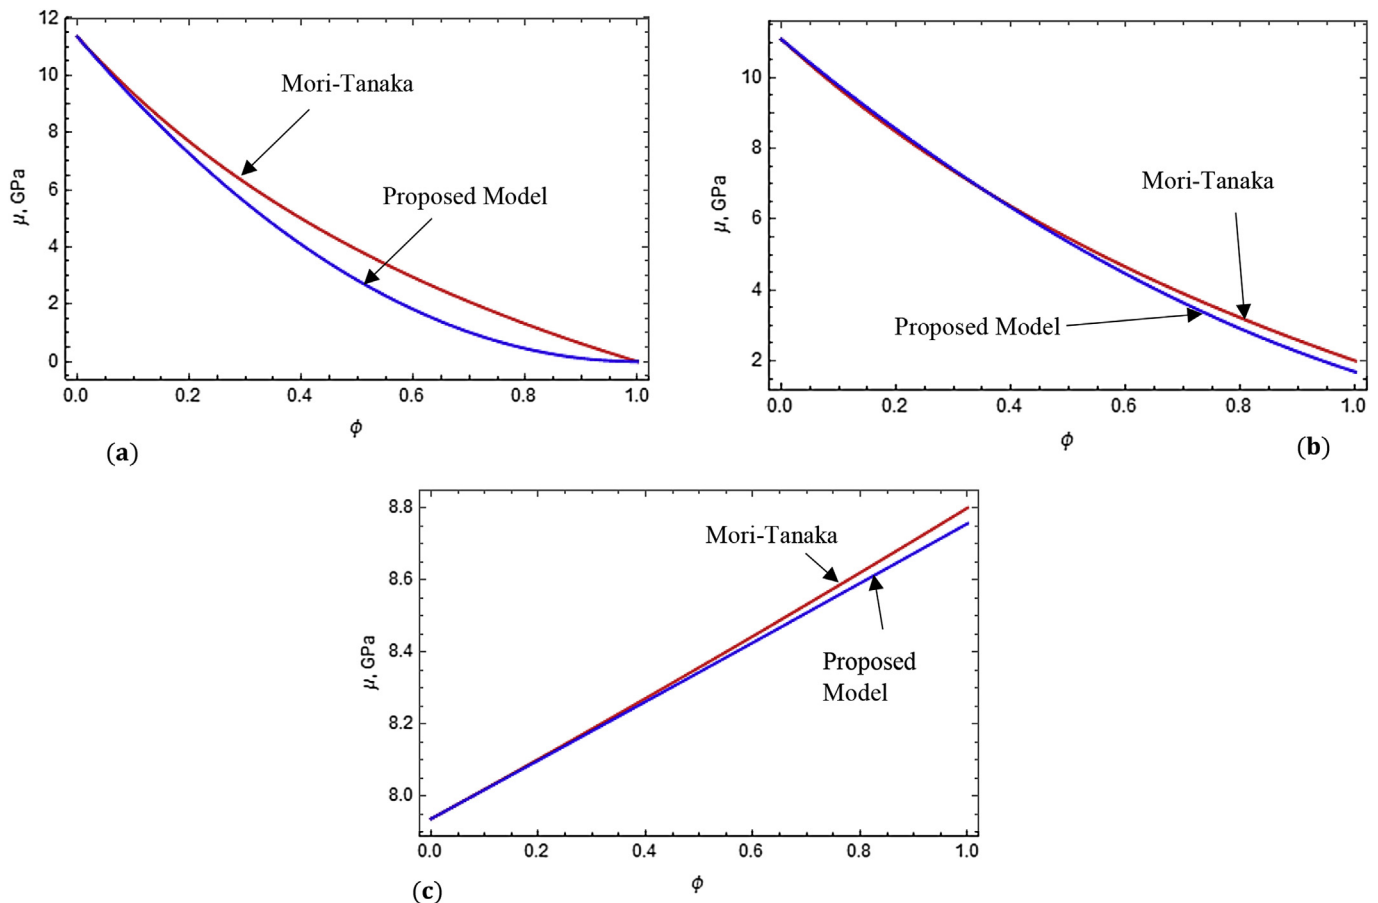 12
10
8
6
4
2
0
μ, GPa
Mori-Tanaka
Proposed Model
0.0 0.2 0.4 0.6 0.8 1.0
ϕ
(a)
10
8
6
4
2
μ, GPa
Mori-Tanaka
Proposed Model
0.0 0.2 0.4 0.6 0.8 1.0
ϕ
(b)
8.8
8.6
8.4
8.2
8.0
μ, GPa
Mori-Tanaka
Proposed
Model
0.0 0.2 0.4 0.6 0.8 1.0
ϕ
(c)